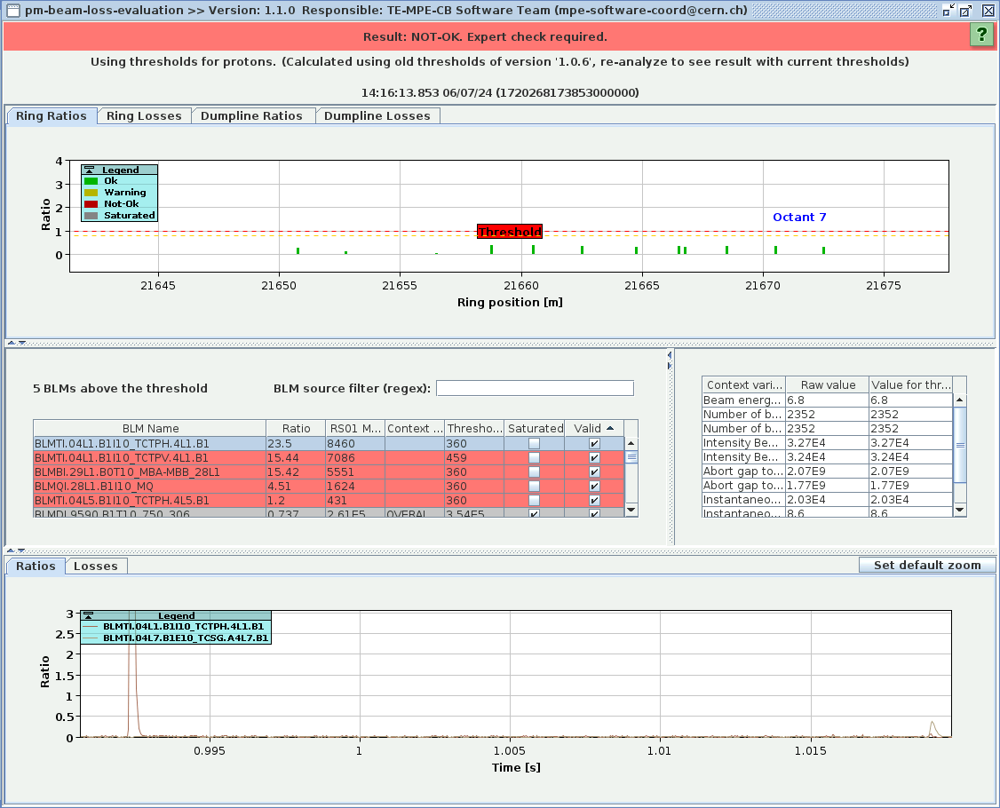 pm-beam-loss-evaluation >> Version: 1.1.0 Responsible: TE-MPE-CB Software Team (mpe-software-coord@cern.ch)
Result: NOT-OK. Expert check required.
?
Using thresholds for protons. (Calculated using old thresholds of version '1.0.6', re-analyze to see result with current thresholds)
14:16:13.853 06/07/24 (1720268173853000000)
Ring Ratios Ring Losses Dumpline Ratios Dumpline Losses
Legend
Ok
Warning
Not-Ok
Saturated
Octant 7
Threshold
Ratio
4
3
2
1
0
21645 21650 21655 21660 21665 21670 21675
Ring position [m]
5 BLMs above the threshold BLM source filter (regex):
BLM Name Ratio RS01 M... Context ... Thresho... Saturated Valid
BLMTI.04L1.B1I10_TCTPH.4L1.B1 23.5 8460 360
BLMTI.04L1.B1I10_TCTPV.4L1.B1 15.44 7086 459
BLMBI.29L1.B0T10_MBA-MBB_28L1 15.42 5551 360
BLMQI.28L1.B1I10_MQ 4.51 1624 360
BLMTI.04L5.B1I10_TCTPH.4L5.B1 1.2 431 360
BLMDI.9590.B1T10_750_306 0.737 2.61E5 OVERAL 3.54E5
Context vari... Raw value Value for thr...
Beam energ... 6.8 6.8
Number of b... 2352 2352
Number of b... 2352 2352
Intensity Be... 3.27E4 3.27E4
Intensity Be... 3.24E4 3.24E4
Abort gap to... 2.07E9 2.07E9
Abort gap to... 1.77E9 1.77E9
Instantaneo... 2.03E4 2.03E4
Instantaneo... 8.6 8.6
Ratios Losses Set default zoom
Legend
BLMTI.04L1.B1I10_TCTPH.4L1.B1
BLMTI.04L7.B1E10_TCSG.A4L7.B1
Ratio
3
2.5
2
1.5
1
0.5
0
0.995 1 1.005 1.01 1.015
Time [s]